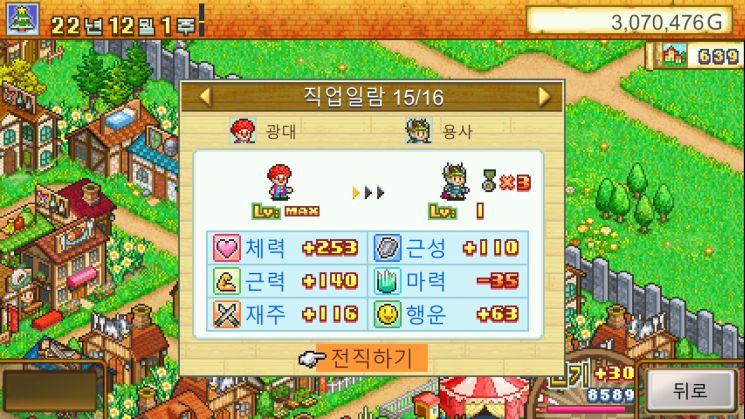 22년 12월 1주
3,070,476G
639
직업일람 15/16
광대
용사
×3
Lv: MAX
Lv: 1
체력 +253
근성 +110
근력 +140
마력 -35
재주 +116
행운 +63
전직하기
+30
8589
뒤로